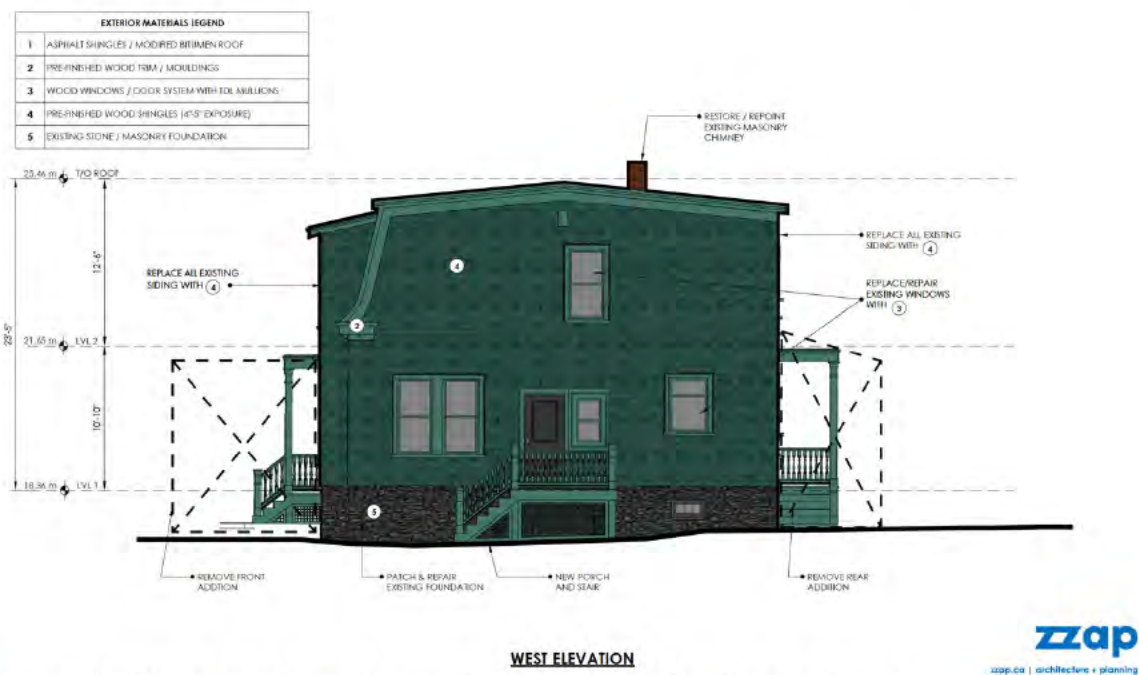 EXTERIOR MATERIALS LEGEND
1 ASPHALT SHINGLES / MODIFIED BITUMEN ROOF
2 PRE-FINISHED WOOD TRIM / MOULDINGS
3 WOOD WINDOWS / DOOR SYSTEM WITH TDL MULLIONS
4 PRE-FINISHED WOOD SHINGLES (4"-5" EXPOSURE)
5 EXISTING STONE / MASONRY FOUNDATION
RESTORE / REPOINT
EXISTING MASONRY
CHIMNEY
25.46 m T/O ROOF
12'-6"
REPLACE ALL EXISTING
SIDING WITH 4
4
REPLACE ALL EXISTING
SIDING WITH 4
REPLACE/REPAIR
EXISTING WINDOWS
WITH 3
2
23'-5"
21.65 m LVL 2
10'-10"
18.36 m LVL 1
5
REMOVE FRONT
ADDITION
PATCH & REPAIR
EXISTING FOUNDATION
NEW PORCH
AND STAIR
REMOVE REAR
ADDITION
WEST ELEVATION
zzap
zzap.ca | architecture + planning